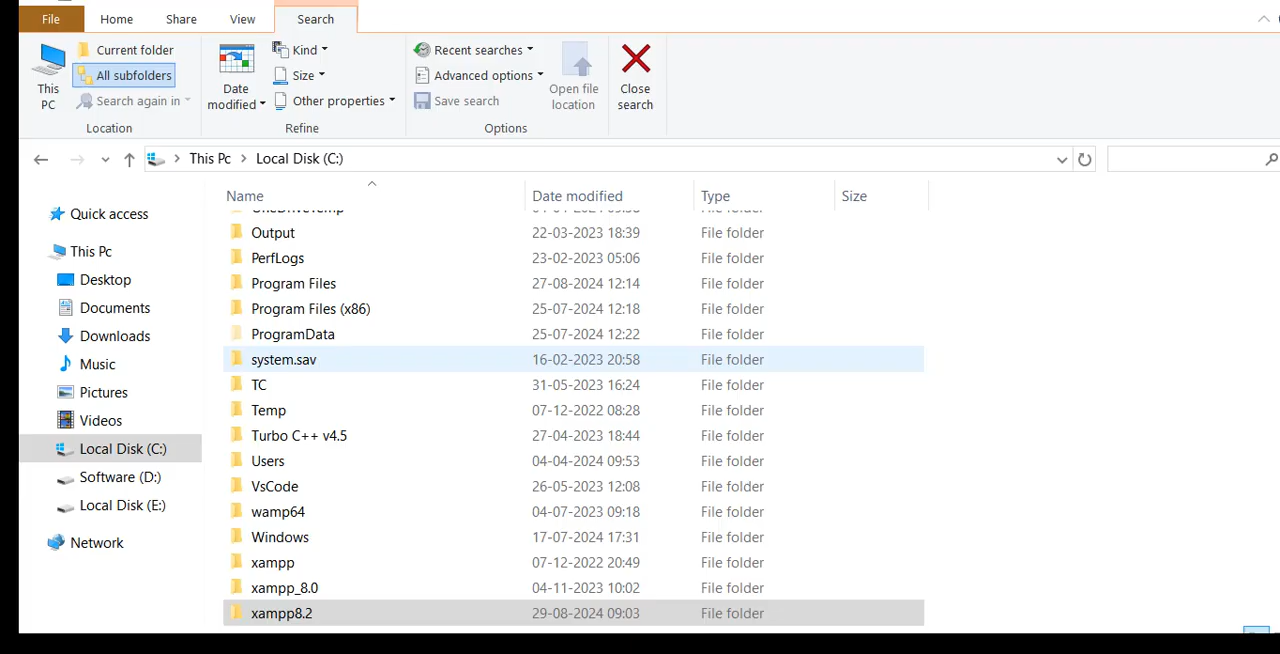 File Home Share View Search
This PC
Current folder
All subfolders
Search again in
Location
Date modified
Kind
Size
Other properties
Refine
Recent searches
Advanced options
Save search
Open file location
Options
Close search
This Pc Local Disk (C:)
Name Date modified Type Size
Quick access
This Pc
Desktop
Documents
Downloads
Music
Pictures
Videos
Local Disk (C:)
Software (D:)
Local Disk (E:)
Network
Output 22-03-2023 18:39 File folder
PerfLogs 23-02-2023 05:06 File folder
Program Files 27-08-2024 12:14 File folder
Program Files (x86) 25-07-2024 12:18 File folder
ProgramData 25-07-2024 12:22 File folder
system.sav 16-02-2023 20:58 File folder
TC 31-05-2023 16:24 File folder
Temp 07-12-2022 08:28 File folder
Turbo C++ v4.5 27-04-2023 18:44 File folder
Users 04-04-2024 09:53 File folder
VsCode 26-05-2023 12:08 File folder
wamp64 04-07-2023 09:18 File folder
Windows 17-07-2024 17:31 File folder
xampp 07-12-2022 20:49 File folder
xampp_8.0 04-11-2023 10:02 File folder
xampp8.2 29-08-2024 09:03 File folder